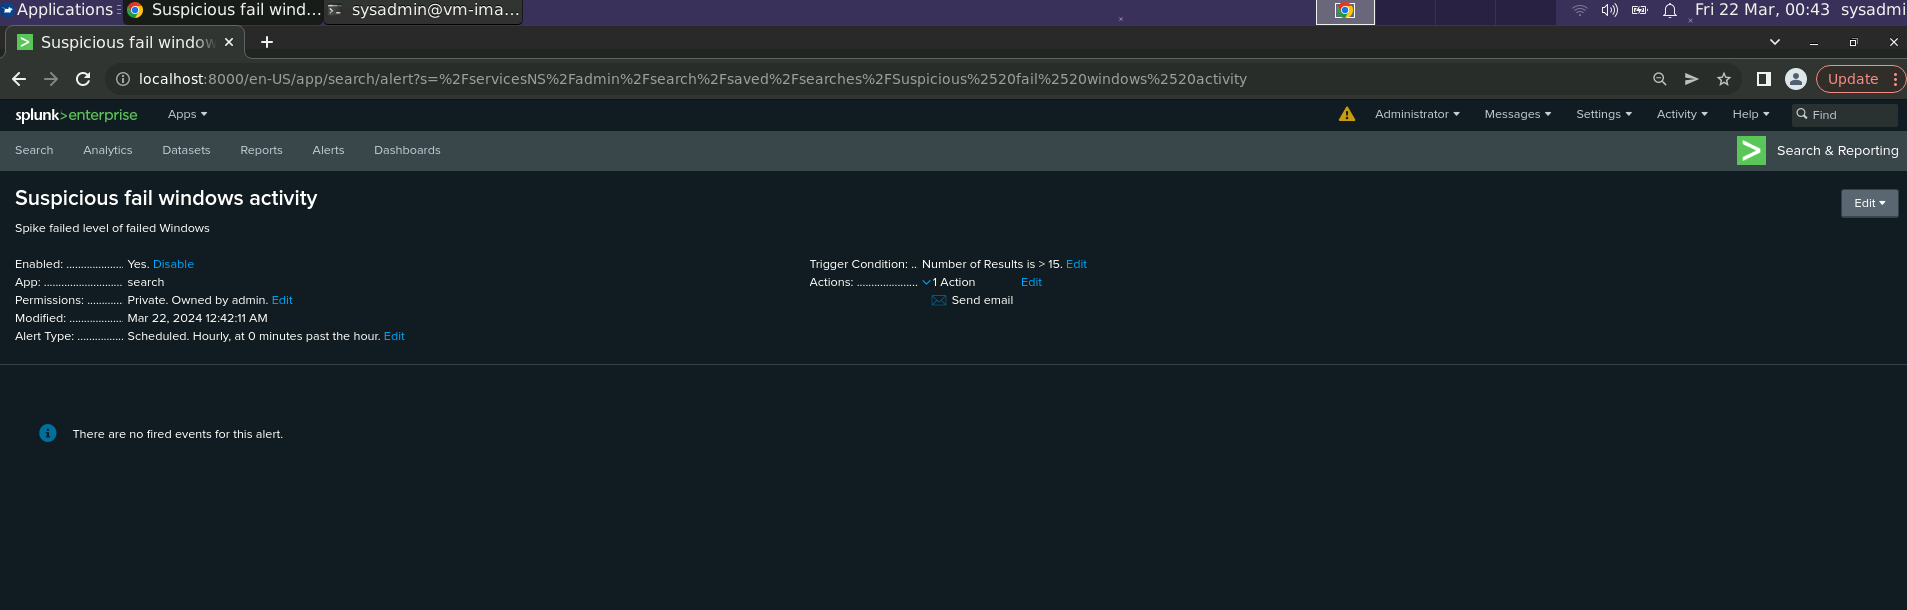 Applications Suspicious fail wind... sysadmin@vm-ima... Fri 22 Mar, 00:43 sysadmi
Suspicious fail window
localhost:8000/en-US/app/search/alert?s=%2FservicesNS%2Fadmin%2Fsearch%2Fsaved%2Fsearches%2FSuspicious%2520fail%2520windows%2520activity Update
splunk>enterprise Apps Administrator Messages Settings Activity Help Find
Search Analytics Datasets Reports Alerts Dashboards Search & Reporting
Suspicious fail windows activity
Edit
Spike failed level of failed Windows
Enabled: ................... Yes. Disable
App: ........................... search
Permissions: ............ Private. Owned by admin. Edit
Modified: ................... Mar 22, 2024 12:42:11 AM
Alert Type: ................ Scheduled. Hourly, at 0 minutes past the hour. Edit
Trigger Condition: .. Number of Results is > 15. Edit
Actions: ..................... 1 Action Edit
Send email
There are no fired events for this alert.